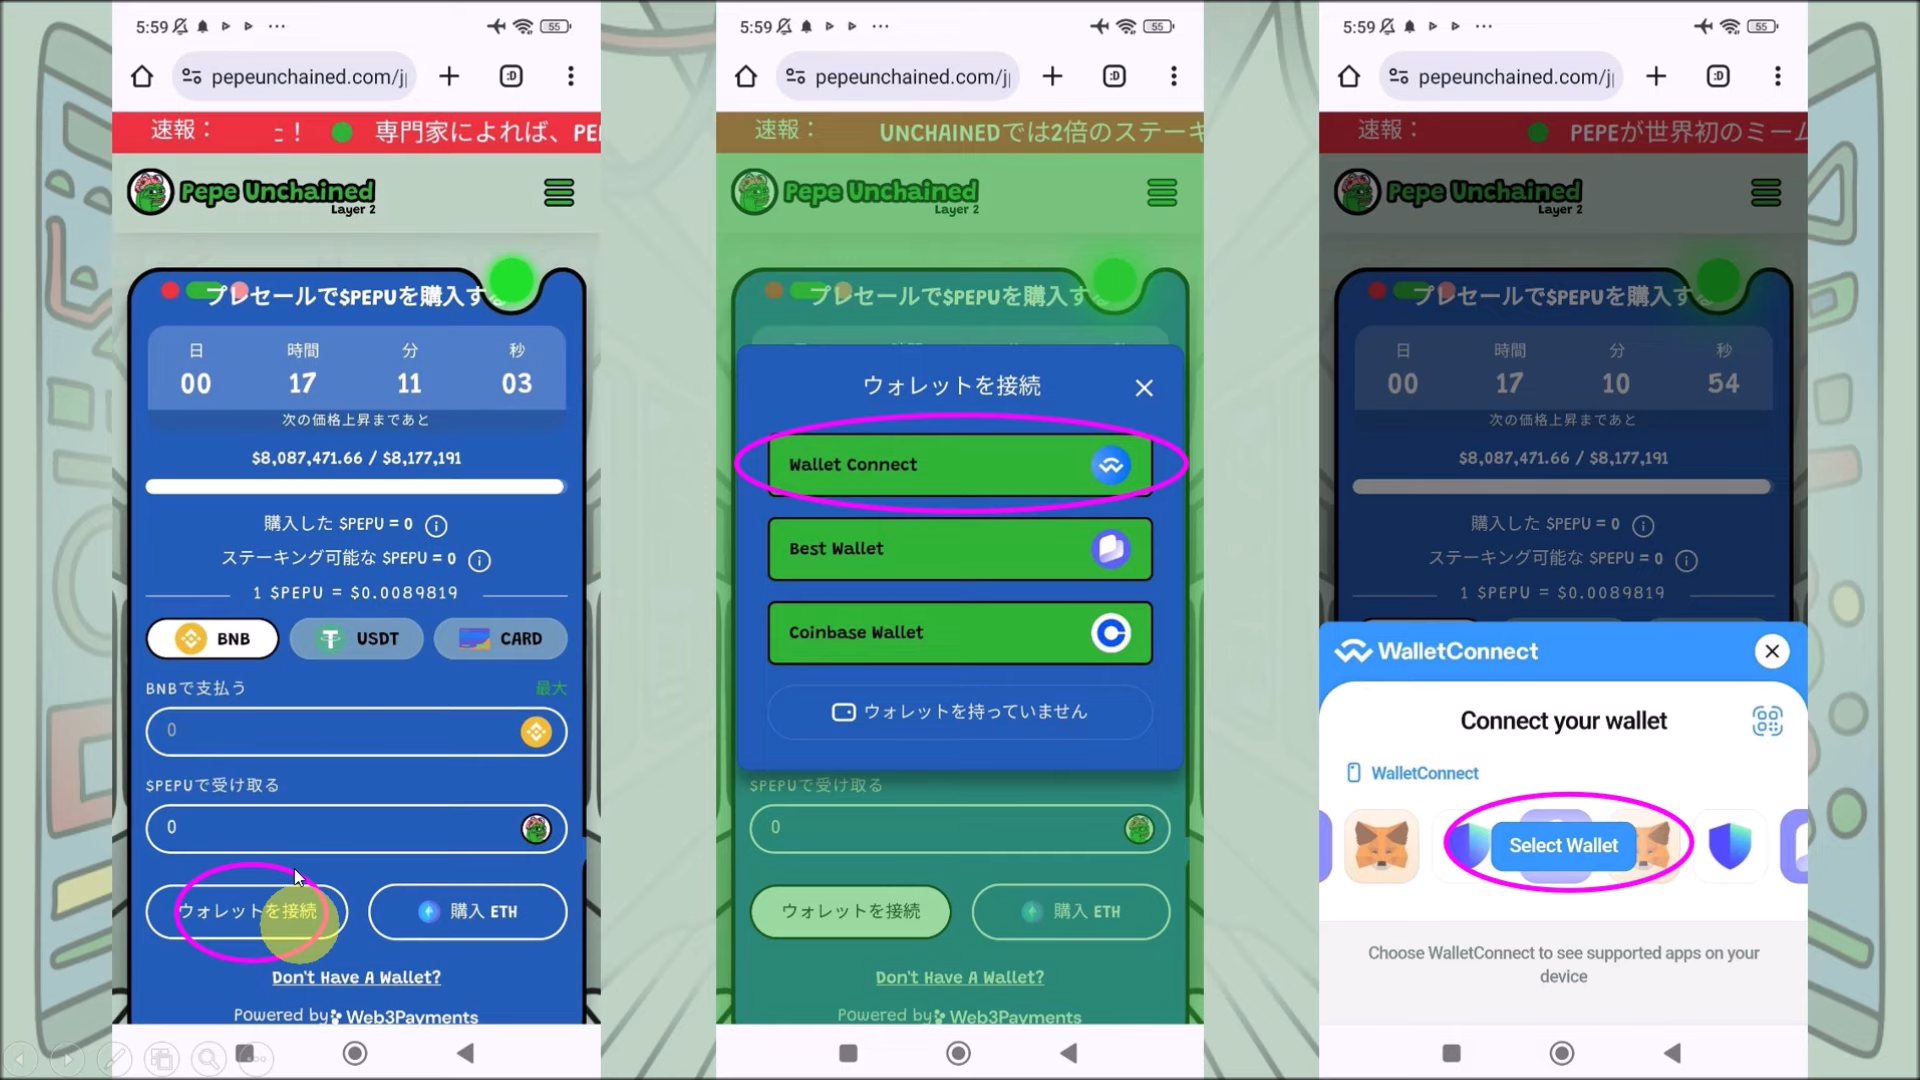 5:59
55
pepeunchained.com/j
速報：
こ！ 専門家によれば、PE
Pepe Unchained
Layer 2
プレセールで$PEPUを購入す
日 時間 分 秒
00 17 11 03
次の価格上昇まであと
$8,087,471.66 / $8,177,191
購入した $PEPU = 0
ステーキング可能な $PEPU = 0
1 $PEPU = $0.0089819
BNB USDT CARD
BNBで支払う 最大
0
$PEPUで受け取る
0
ウォレットを接続 購入 ETH
Don't Have A Wallet?
Powered by Web3Payments
5:59
55
pepeunchained.com/j
速報：
UNCHAINEDでは2倍のステーキ
Pepe Unchained
Layer 2
プレセールで$PEPUを購入す
ウォレットを接続
Wallet Connect
Best Wallet
Coinbase Wallet
ウォレットを持っていません
$PEPUで受け取る
0
ウォレットを接続 購入 ETH
Don't Have A Wallet?
Powered by Web3Payments
5:59
55
pepeunchained.com/j
速報：
PEPEが世界初のミーム
Pepe Unchained
Layer 2
プレセールで$PEPUを購入す
日 時間 分 秒
00 17 10 54
次の価格上昇まであと
$8,087,471.66 / $8,177,191
購入した $PEPU = 0
ステーキング可能な $PEPU = 0
1 $PEPU = $0.0089819
WalletConnect
Connect your wallet
WalletConnect
Select Wallet
Choose WalletConnect to see supported apps on your
device